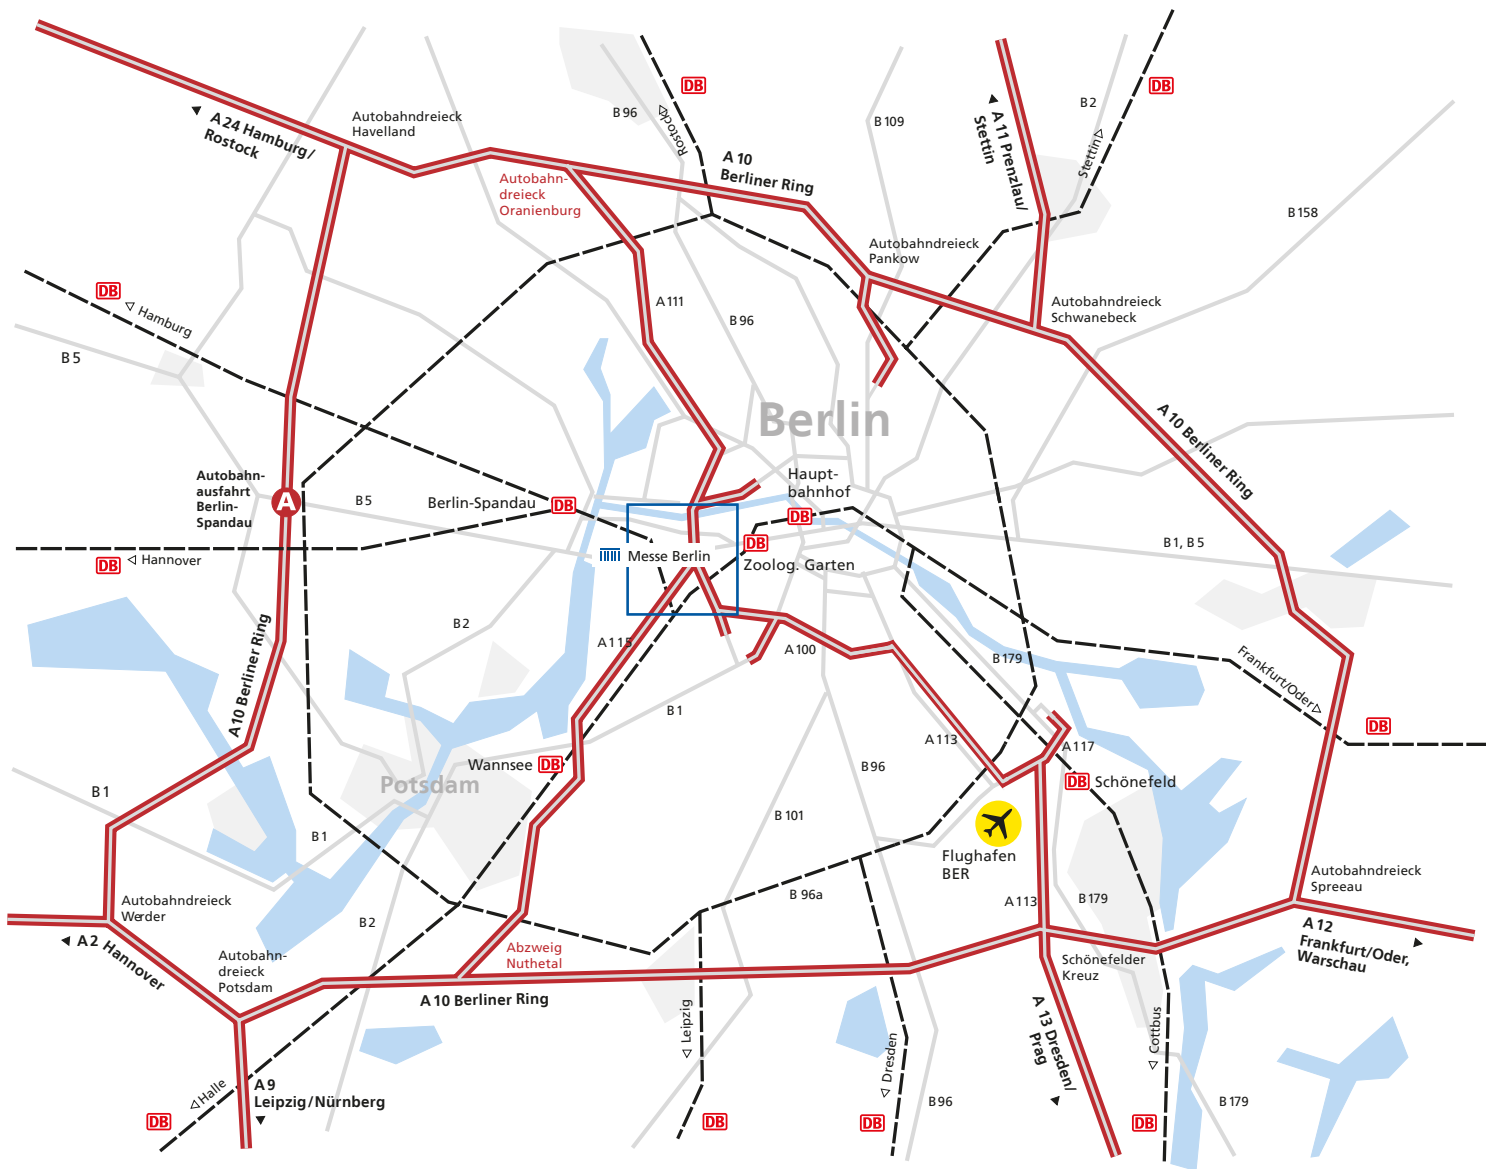 DB
DB
DB
B 2
B 96
B 109
Rostock
Stettin
A 11 Prenzlau/
Stettin
Autobahndreieck
Havelland
A 24 Hamburg/
Rostock
A 10
Berliner Ring
Autobahn-
dreieck
Oranienburg
B 158
Autobahndreieck
Pankow
DB
Hamburg
A 111
B 96
Autobahndreieck
Schwanebeck
B 5
Berlin
A 10 Berliner Ring
Autobahn-
ausfahrt
Berlin-
Spandau
A
B 5
Berlin-Spandau
DB
Haupt-
bahnhof
DB
DB
Hannover
DB
Messe Berlin
Zoolog. Garten
B 1, B 5
A 10 Berliner Ring
B 2
A 115
A 100
B 179
Frankfurt/Oder
DB
B 1
A 113
A 117
Wannsee
DB
B 96
DB
Schönefeld
Potsdam
B 1
B 1
B 101
Flughafen
BER
Autobahndreieck
Spreeau
B 96a
A 113
B 179
Autobahndreieck
Werder
B 2
A 12
Frankfurt/Oder,
Warschau
A 2 Hannover
Autobahn-
dreieck
Potsdam
Abzweig
Nuthetal
Schönefelder
Kreuz
A 10 Berliner Ring
Leipzig
Dresden
A 13 Dresden/
Prag
Cottbus
Halle
A 9
Leipzig/Nürnberg
B 96
B 179
DB
DB
DB
DB